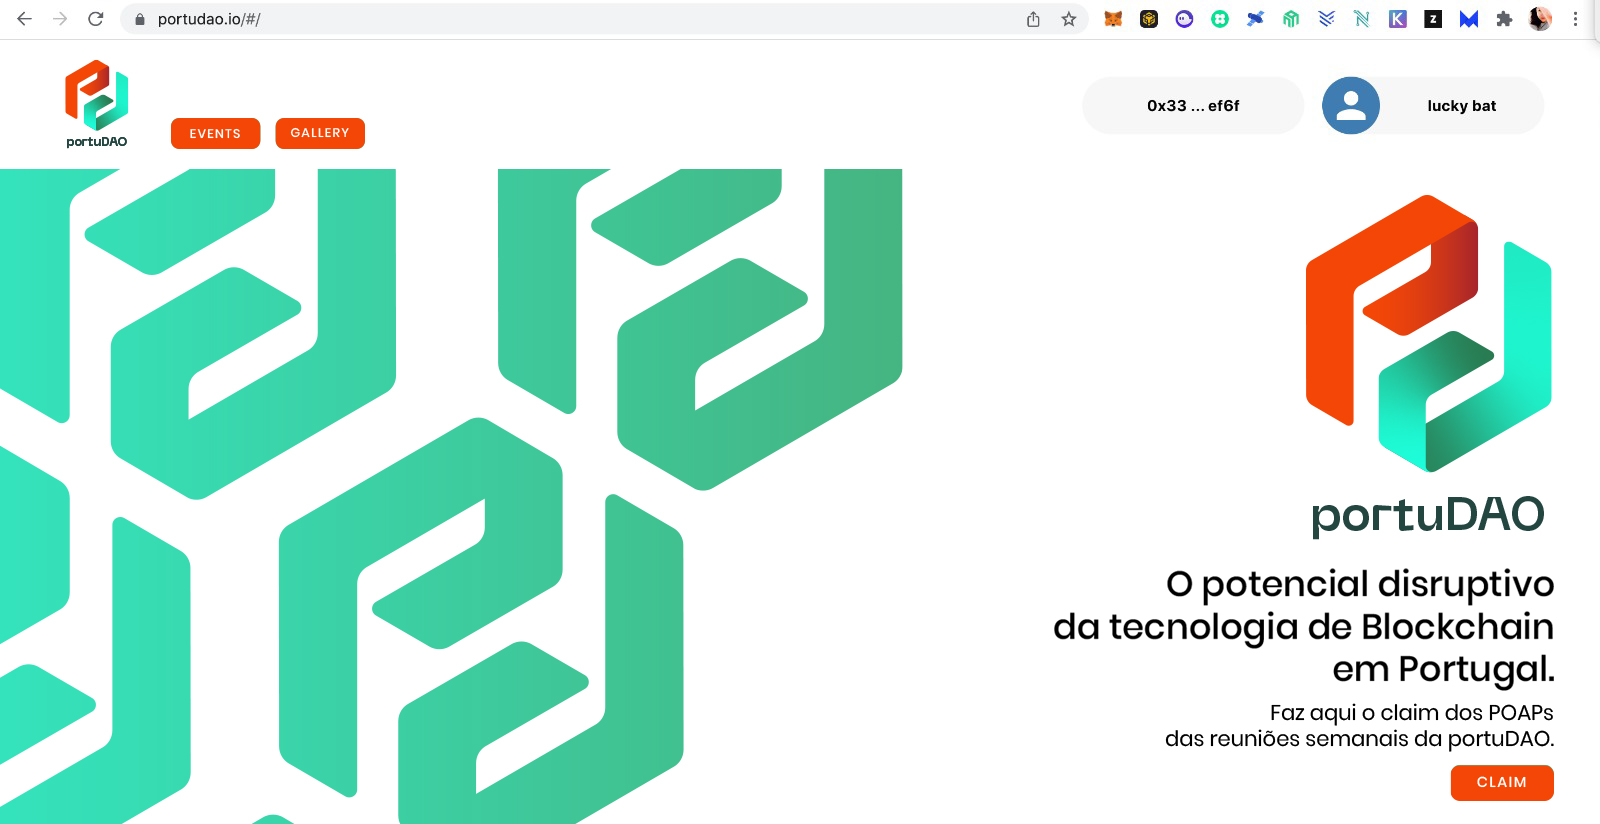 portudao.io/#/
portuDAO
EVENTS
GALLERY
0x33 ... ef6f
lucky bat
portuDAO
O potencial disruptivo
da tecnologia de Blockchain
em Portugal.
Faz aqui o claim dos POAPs
das reuniões semanais da portuDAO.
CLAIM